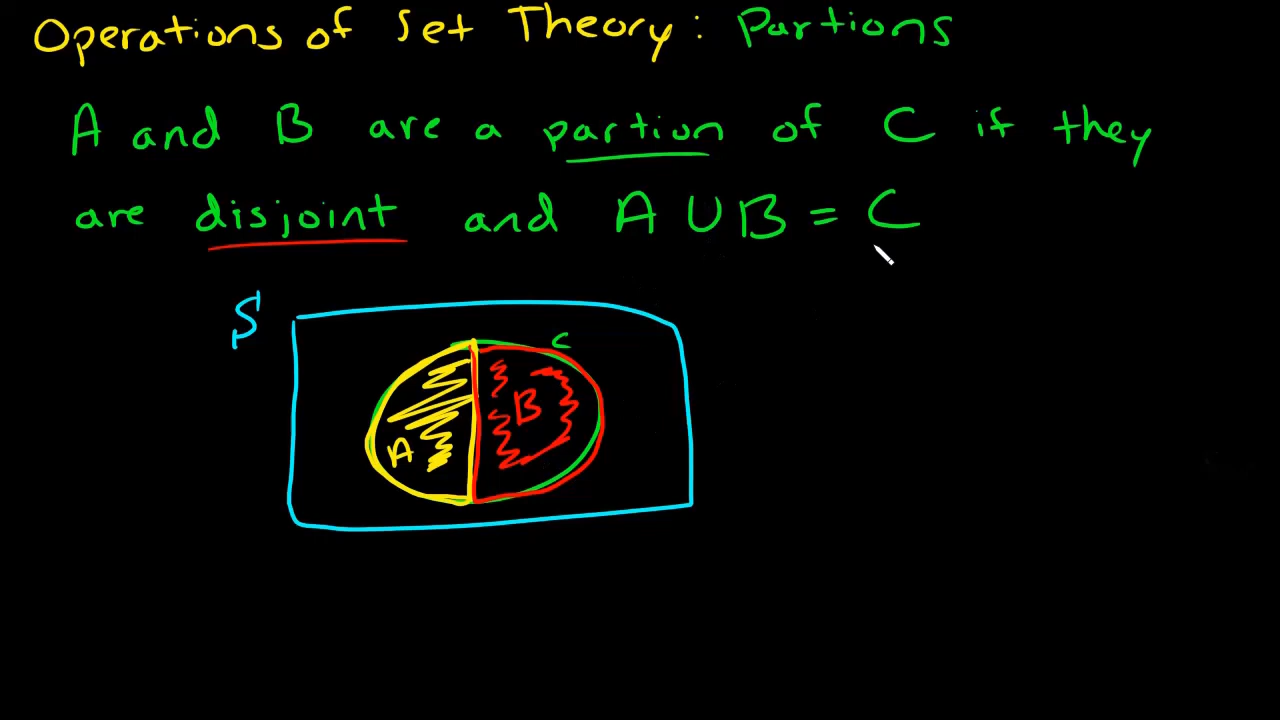 Operations of Set Theory: Partions
A and B are a partion of C if they
are disjoint and A ∪ B = C
S
C
B
A